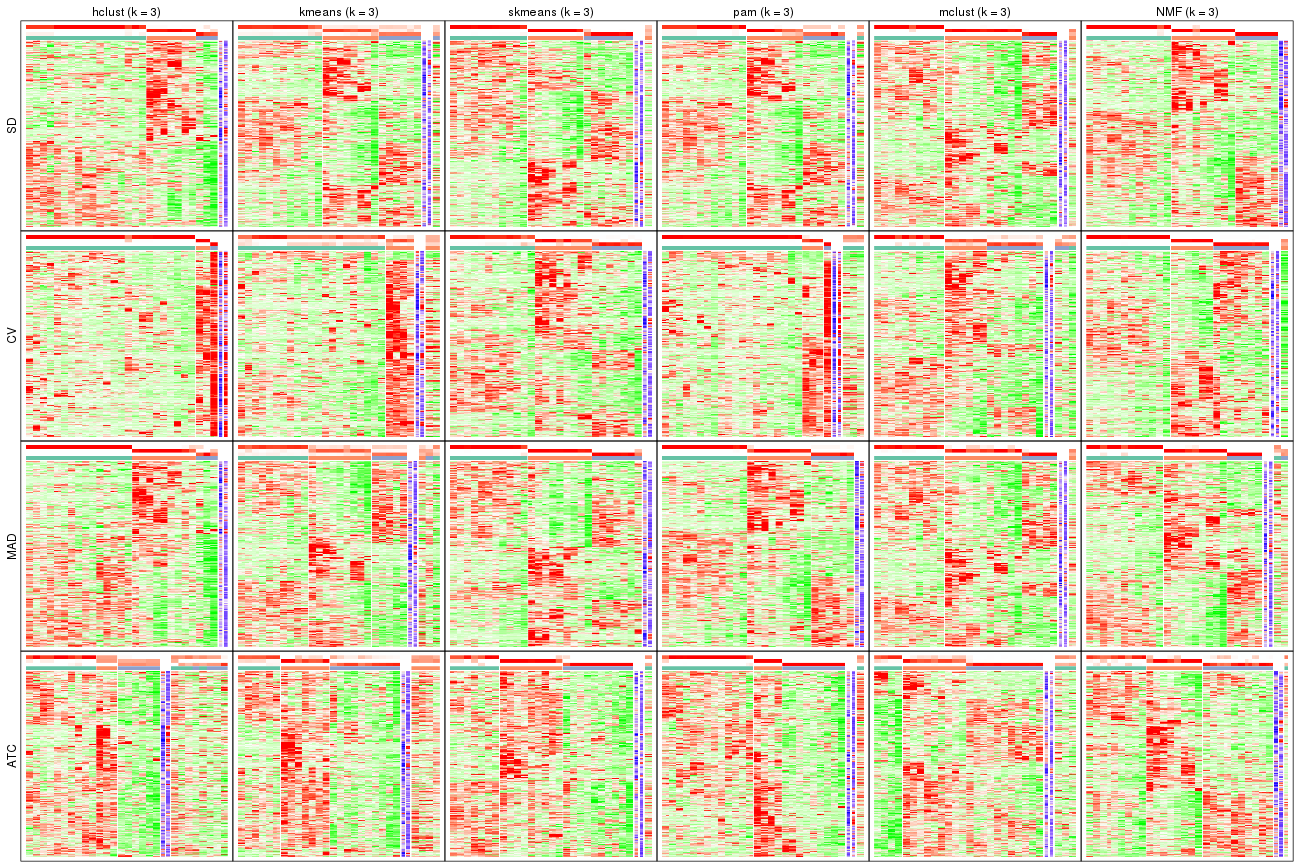 hclust (k = 3) kmeans (k = 3) skmeans (k = 3) pam (k = 3) mclust (k = 3) NMF (k = 3)
SD
CV
MAD
ATC